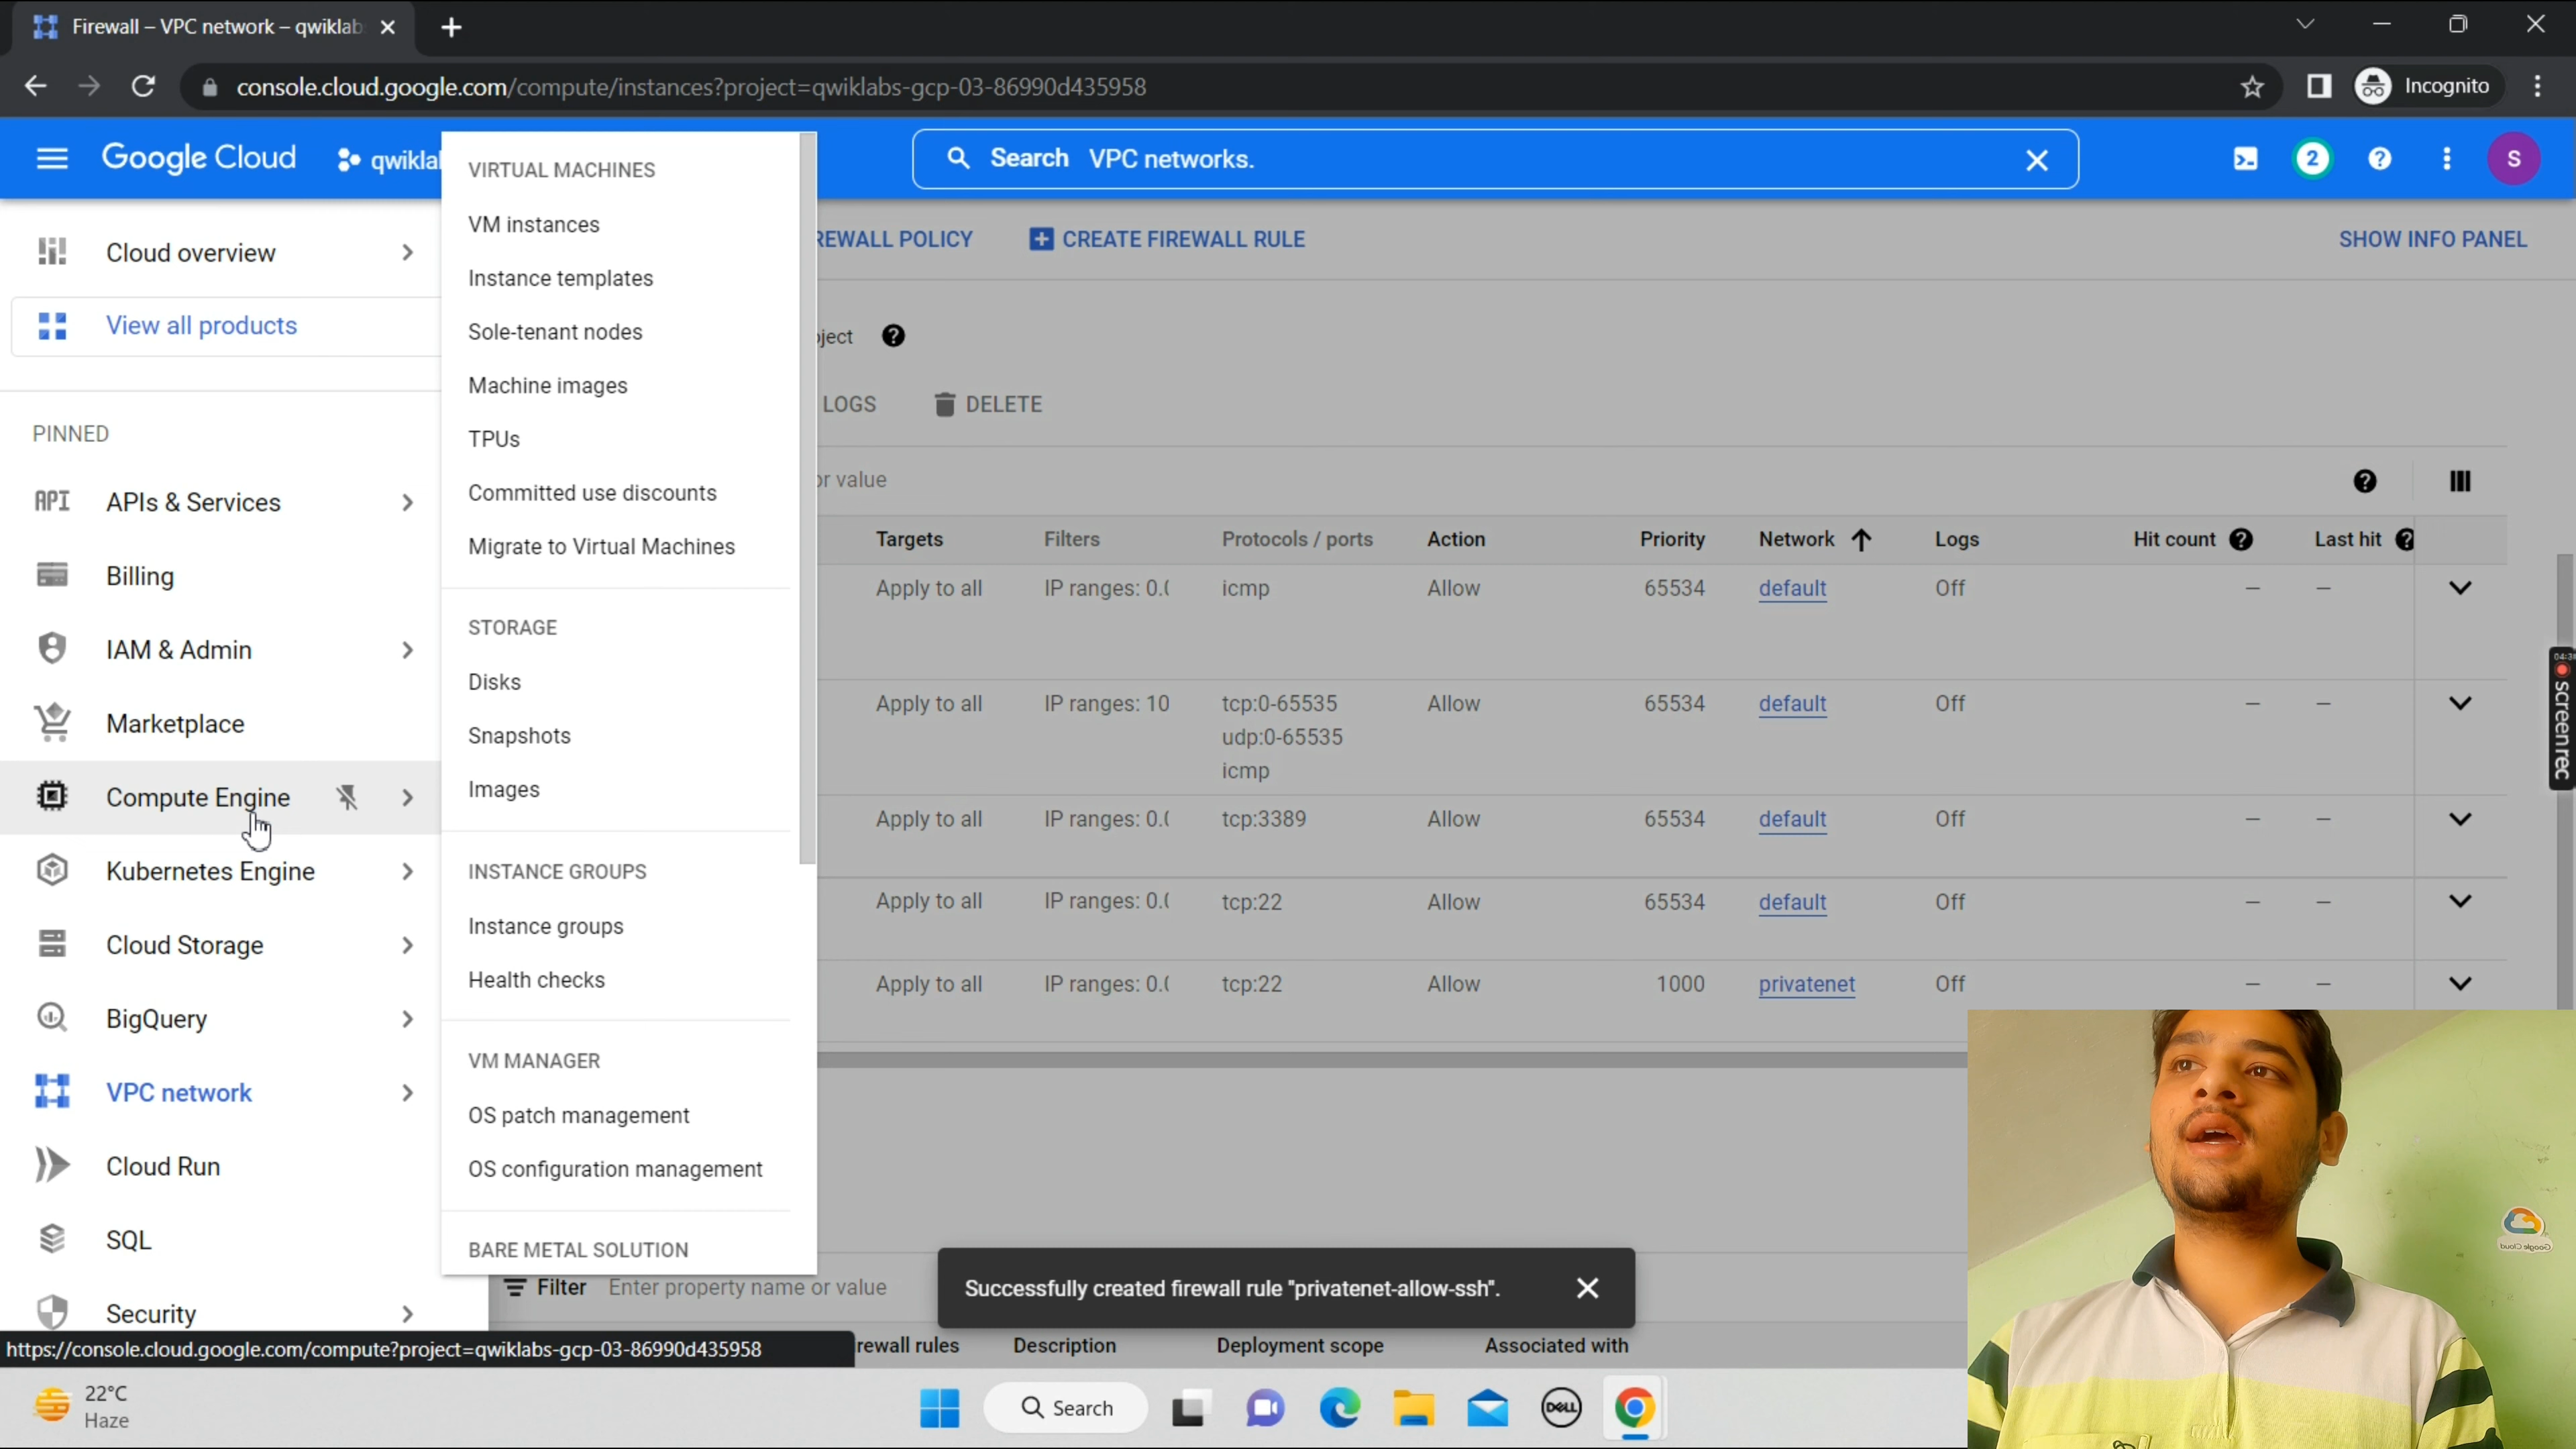 Firewall – VPC network – qwiklab
console.cloud.google.com/compute/instances?project=qwiklabs-gcp-03-86990d435958
Incognito
Google Cloud
Search VPC networks.
2
S
Cloud overview
View all products
PINNED
API APIs & Services
Billing
IAM & Admin
Marketplace
Compute Engine
Kubernetes Engine
Cloud Storage
BigQuery
VPC network
Cloud Run
SQL
Security
VIRTUAL MACHINES
VM instances
Instance templates
Sole-tenant nodes
Machine images
TPUs
Committed use discounts
Migrate to Virtual Machines
STORAGE
Disks
Snapshots
Images
INSTANCE GROUPS
Instance groups
Health checks
VM MANAGER
OS patch management
OS configuration management
BARE METAL SOLUTION
CREATE FIREWALL RULE
POLICY
SHOW INFO PANEL
LOGS
DELETE
or value
Targets Filters Protocols / ports Action Priority Network Logs Hit count Last hit
Apply to all IP ranges: 0.0 icmp Allow 65534 default Off – –
Apply to all IP ranges: 10 tcp:0-65535 Allow 65534 default Off – –
udp:0-65535
icmp
Apply to all IP ranges: 0.0 tcp:3389 Allow 65534 default Off – –
Apply to all IP ranges: 0.0 tcp:22 Allow 65534 default Off – –
Apply to all IP ranges: 0.0 tcp:22 Allow 1000 privatenet Off – –
Filter Enter property name or value
Successfully created firewall rule "privatenet-allow-ssh".
Description Deployment scope Associated with
https://console.cloud.google.com/compute?project=qwiklabs-gcp-03-86990d435958
screenrec
Google Cloud
22°C
Haze
Search
DELL